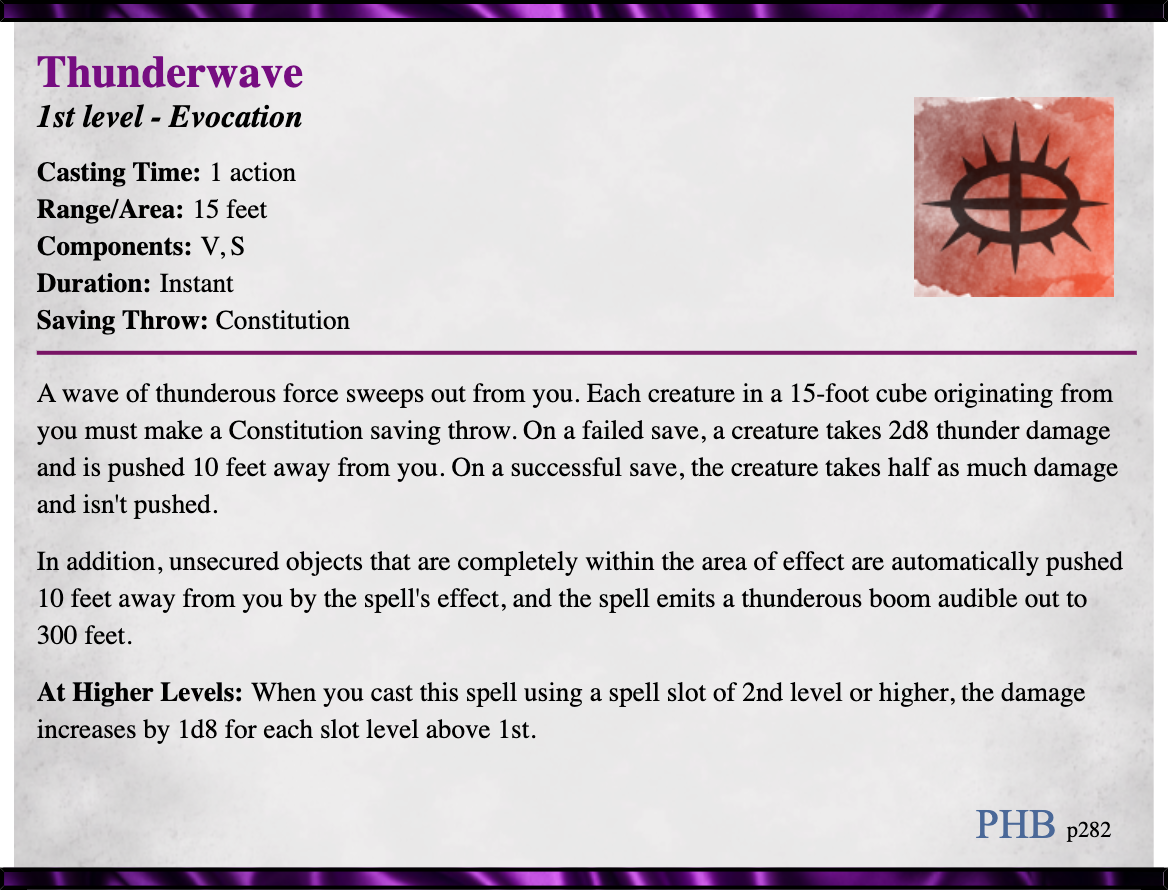 Thunderwave
1st level - Evocation
Casting Time: 1 action
Range/Area: 15 feet
Components: V, S
Duration: Instant
Saving Throw: Constitution
A wave of thunderous force sweeps out from you. Each creature in a 15-foot cube originating from
you must make a Constitution saving throw. On a failed save, a creature takes 2d8 thunder damage
and is pushed 10 feet away from you. On a successful save, the creature takes half as much damage
and isn't pushed.
In addition, unsecured objects that are completely within the area of effect are automatically pushed
10 feet away from you by the spell's effect, and the spell emits a thunderous boom audible out to
300 feet.
At Higher Levels: When you cast this spell using a spell slot of 2nd level or higher, the damage
increases by 1d8 for each slot level above 1st.
PHB p282